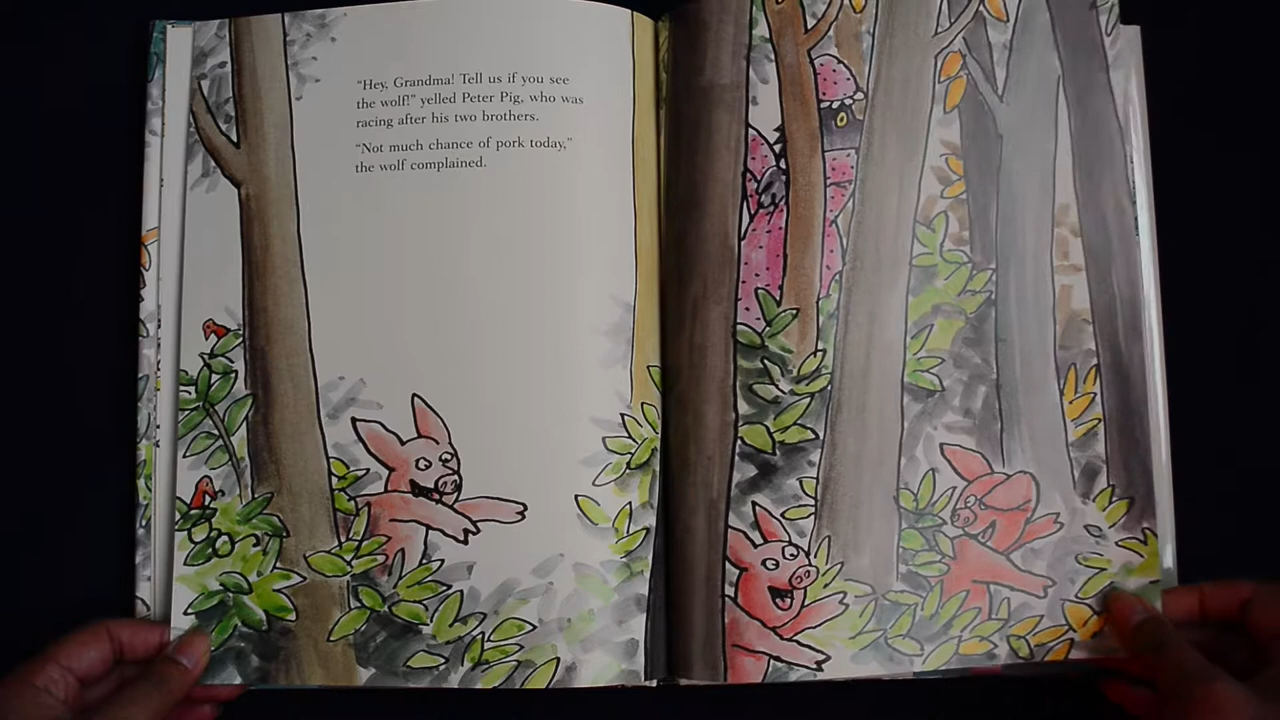 “Hey, Grandma! Tell us if you see
the wolf!” yelled Peter Pig, who was
racing after his two brothers.
“Not much chance of pork today,”
the wolf complained.